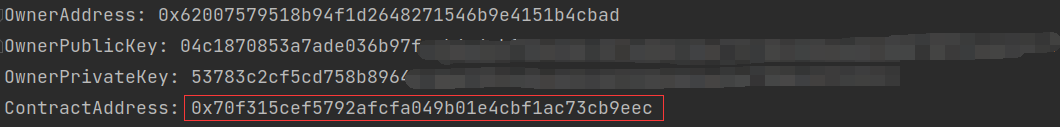 OwnerAddress: 0x62007579518b94f1d2648271546b9e4151b4cbad
OwnerPublicKey: 04c1870853a7ade036b97f
OwnerPrivateKey: 53783c2cf5cd758b8964
ContractAddress: 0x70f315cef5792afcfa049b01e4cbf1ac73cb9eec